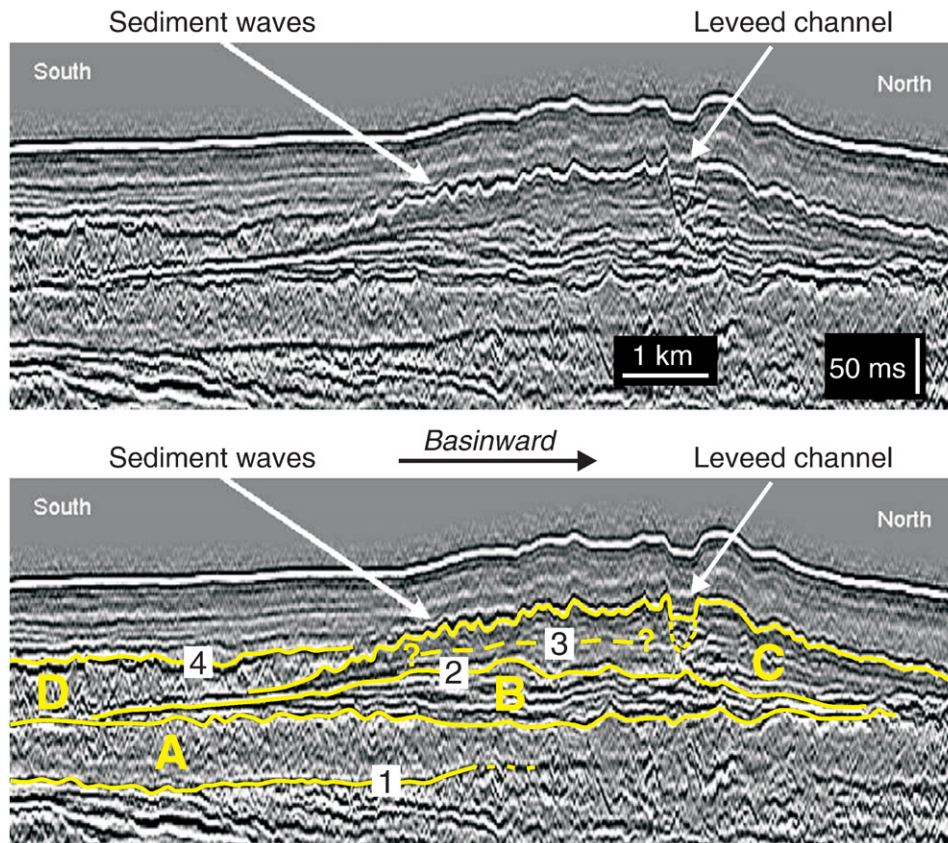 Sediment waves Leveed channel
South North
1 km 50 ms
Basinward
Sediment waves Leveed channel
South North
? 3 ?
4 2 C
D B
A
1